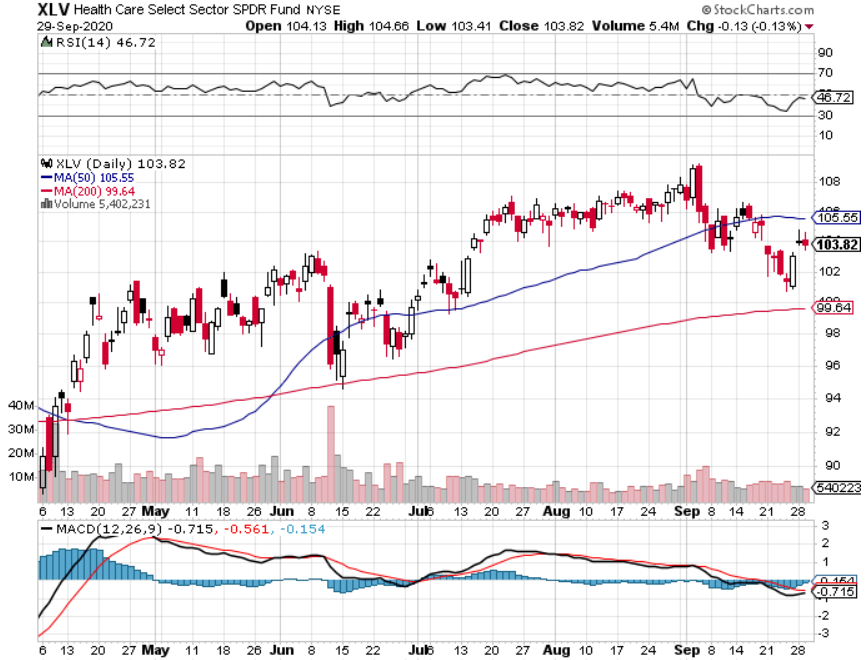 XLV Health Care Select Sector SPDR Fund NYSE © StockCharts.com
29-Sep-2020 Open 104.13 High 104.66 Low 103.41 Close 103.82 Volume 5.4M Chg -0.13 (-0.13%)
RSI(14) 46.72
90
70
46.72
30
10
XLV (Daily) 103.82
MA(50) 105.55
MA(200) 99.64
Volume 5,402,231
108
105.55
103.82
102
99.64
98
96
94
92
90
40M
30M
20M
10M
540223
6 13 20 27 May 11 18 26 Jun 8 15 22 Jul6 13 20 27 Aug 10 17 24 Sep 8 14 21 28
MACD(12,26,9) -0.715, -0.561, -0.154
3
2
1
-0.715
-2
-3
6 13 20 27 May 11 18 26 Jun 8 15 22 Jul6 13 20 27 Aug 10 17 24 Sep 8 14 21 28